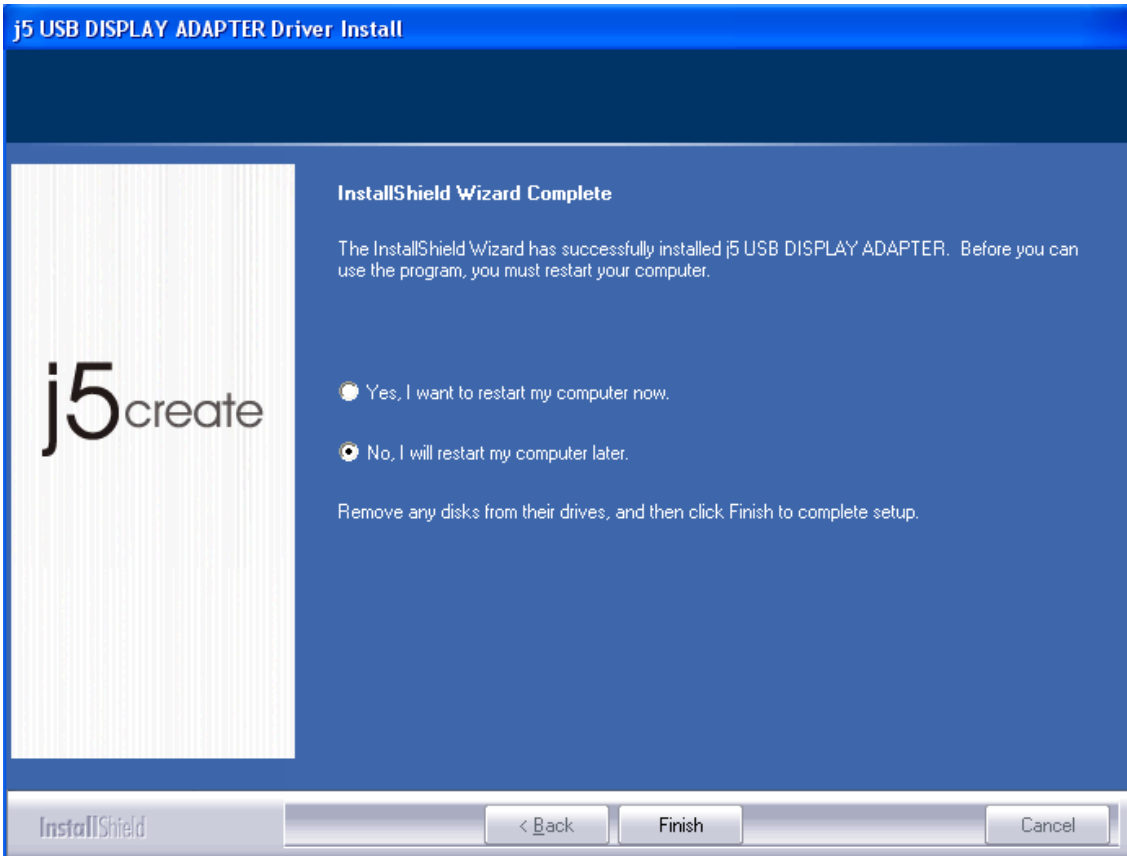 j5 USB DISPLAY ADAPTER Driver Install
InstallShield Wizard Complete
The InstallShield Wizard has successfully installed j5 USB DISPLAY ADAPTER. Before you can
use the program, you must restart your computer.
j5create
Yes, I want to restart my computer now.
No, I will restart my computer later.
Remove any disks from their drives, and then click Finish to complete setup.
InstallShield
< Back
Finish
Cancel